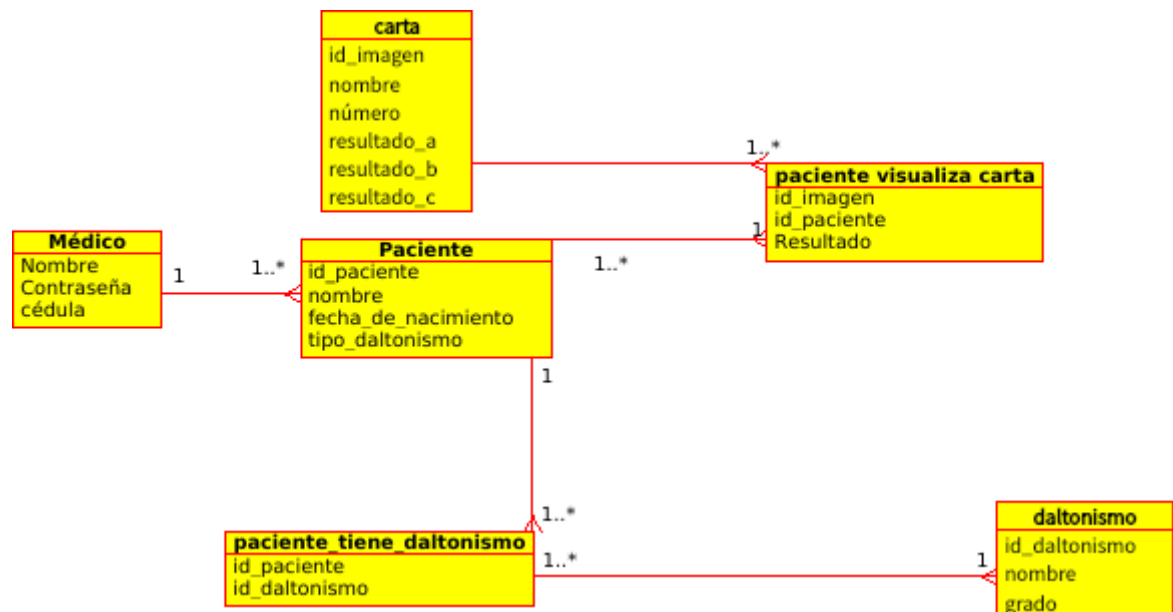 carta
id_imagen
nombre
número
resultado_a
resultado_b
resultado_c
1..*
paciente visualiza carta
id_imagen
id_paciente
Resultado
1
1..*
Médico
Nombre
Contraseña
cédula
1
1..*
Paciente
id_paciente
nombre
fecha_de_nacimiento
tipo_daltonismo
1
1..*
paciente_tiene_daltonismo
id_paciente
id_daltonismo
1..*
1
daltonismo
id_daltonismo
nombre
grado